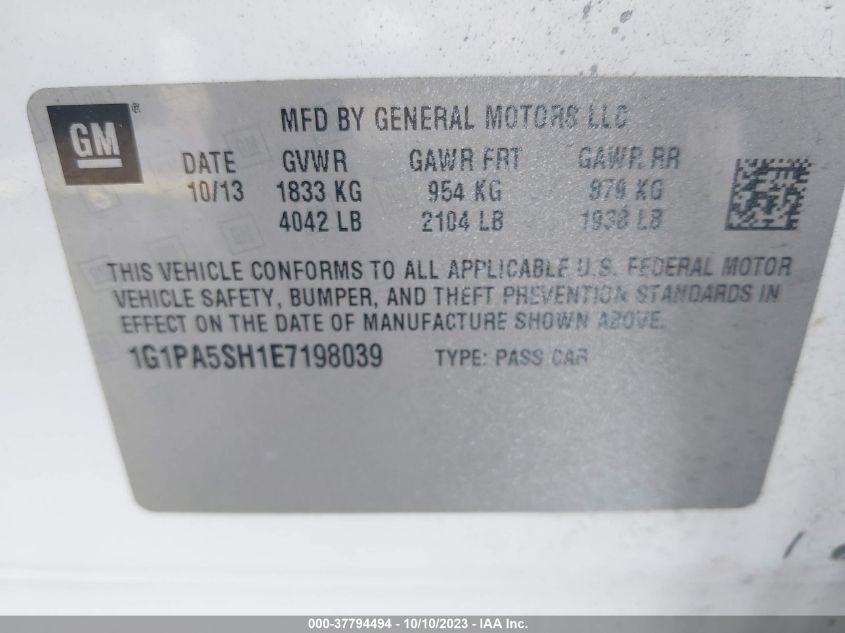 GM ®
MFD BY GENERAL MOTORS LLC
DATE GVWR GAWR FRT GAWR RR
10/13 1833 KG 954 KG 879 KG
4042 LB 2104 LB 1938 LB
THIS VEHICLE CONFORMS TO ALL APPLICABLE U.S. FEDERAL MOTOR
VEHICLE SAFETY, BUMPER, AND THEFT PREVENTION STANDARDS IN
EFFECT ON THE DATE OF MANUFACTURE SHOWN ABOVE.
1G1PA5SH1E7198039 TYPE: PASS CAR
000-37794494 - 10/10/2023 - IAA Inc.